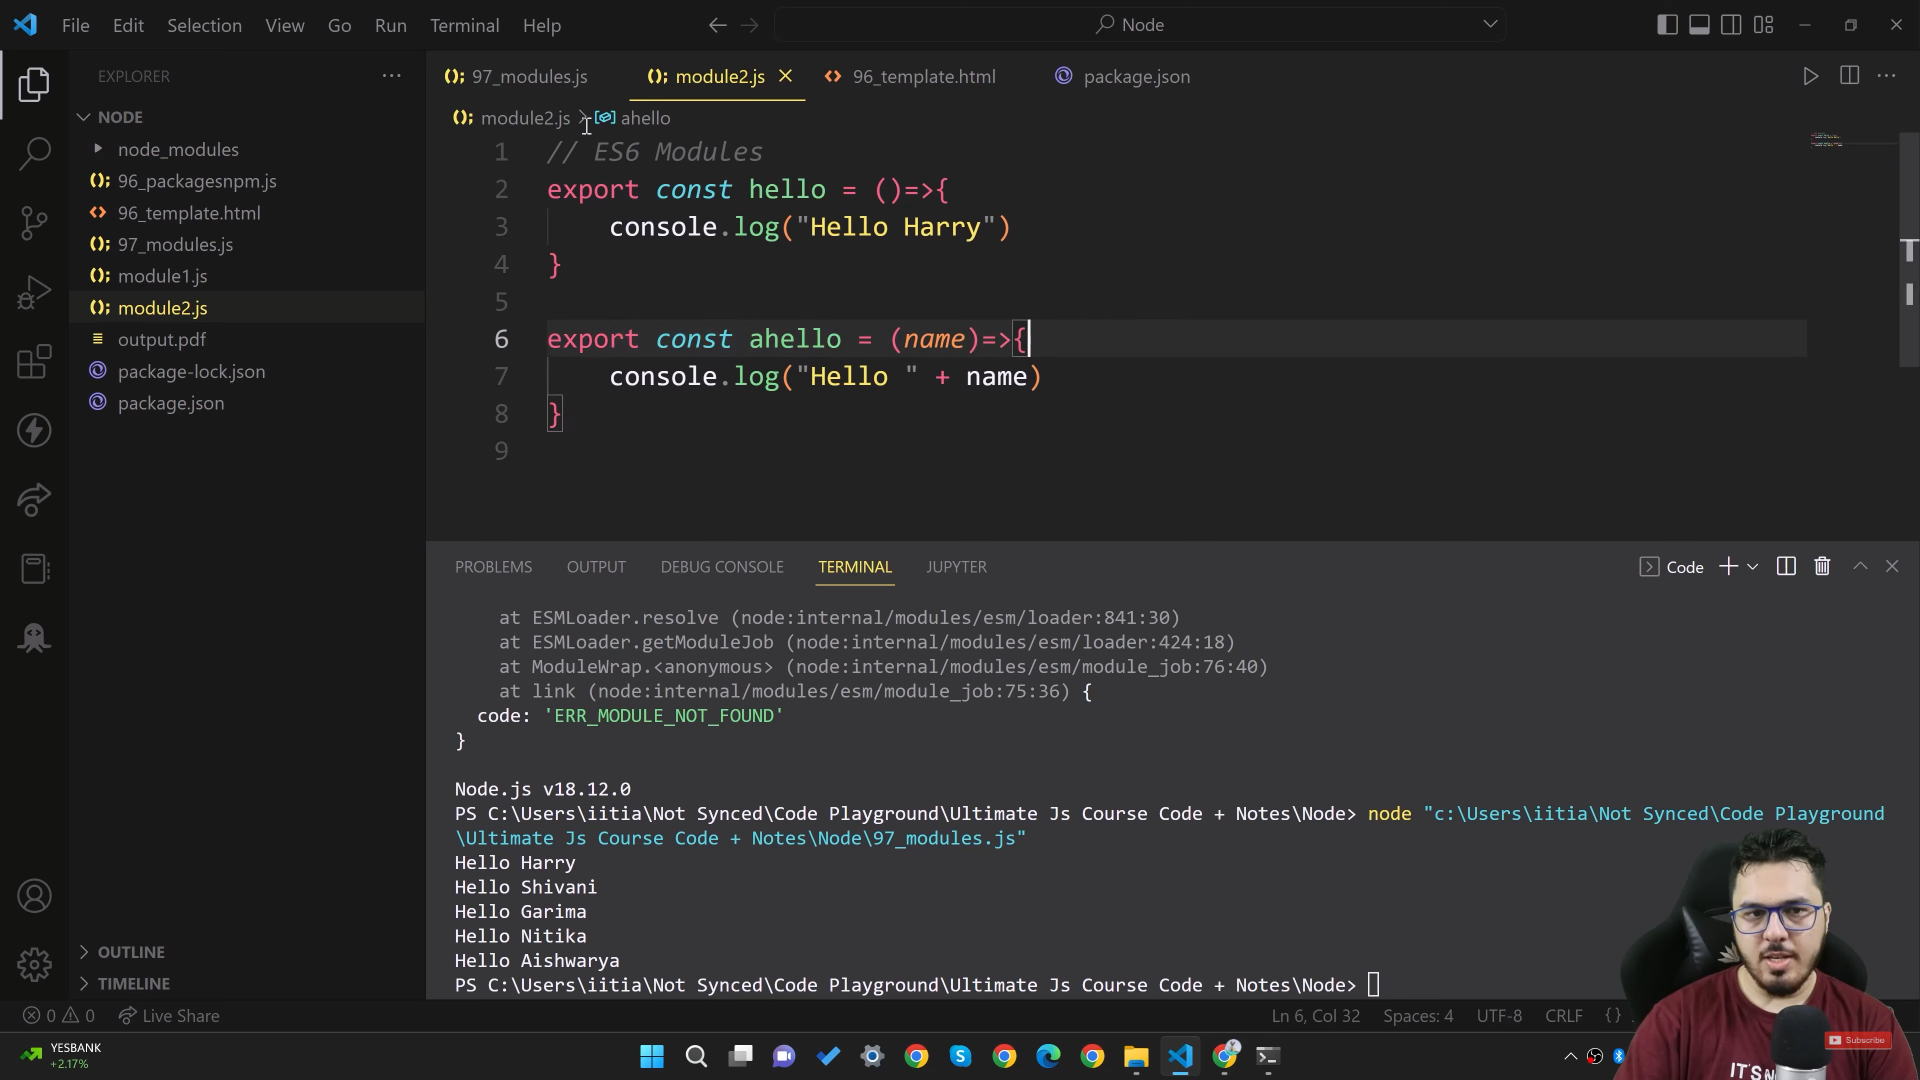 File Edit Selection View Go Run Terminal Help
Node
EXPLORER
NODE
node_modules
96_packagesnpm.js
96_template.html
97_modules.js
module1.js
module2.js
output.pdf
package-lock.json
package.json
OUTLINE
TIMELINE
97_modules.js module2.js 96_template.html package.json
module2.js > ahello
1 // ES6 Modules
2 export const hello = ()=>{
3 console.log("Hello Harry")
4 }
5
6 export const ahello = (name)=>{
7 console.log("Hello " + name)
8 }
9
PROBLEMS OUTPUT DEBUG CONSOLE TERMINAL JUPYTER
Code
at ESMLoader.resolve (node:internal/modules/esm/loader:841:30)
at ESMLoader.getModuleJob (node:internal/modules/esm/loader:424:18)
at ModuleWrap.<anonymous> (node:internal/modules/esm/module_job:76:40)
at link (node:internal/modules/esm/module_job:75:36) {
code: 'ERR_MODULE_NOT_FOUND'
}
Node.js v18.12.0
PS C:\Users\iitia\Not Synced\Code Playground\Ultimate Js Course Code + Notes\Node> node "c:\Users\iitia\Not Synced\Code Playground
\Ultimate Js Course Code + Notes\Node\97_modules.js"
Hello Harry
Hello Shivani
Hello Garima
Hello Nitika
Hello Aishwarya
PS C:\Users\iitia\Not Synced\Code Playground\Ultimate Js Course Code + Notes\Node>
0 0 Live Share
Ln 6, Col 32 Spaces: 4 UTF-8 CRLF {}
YESBANK
+2.17%
Subscribe
IT'S